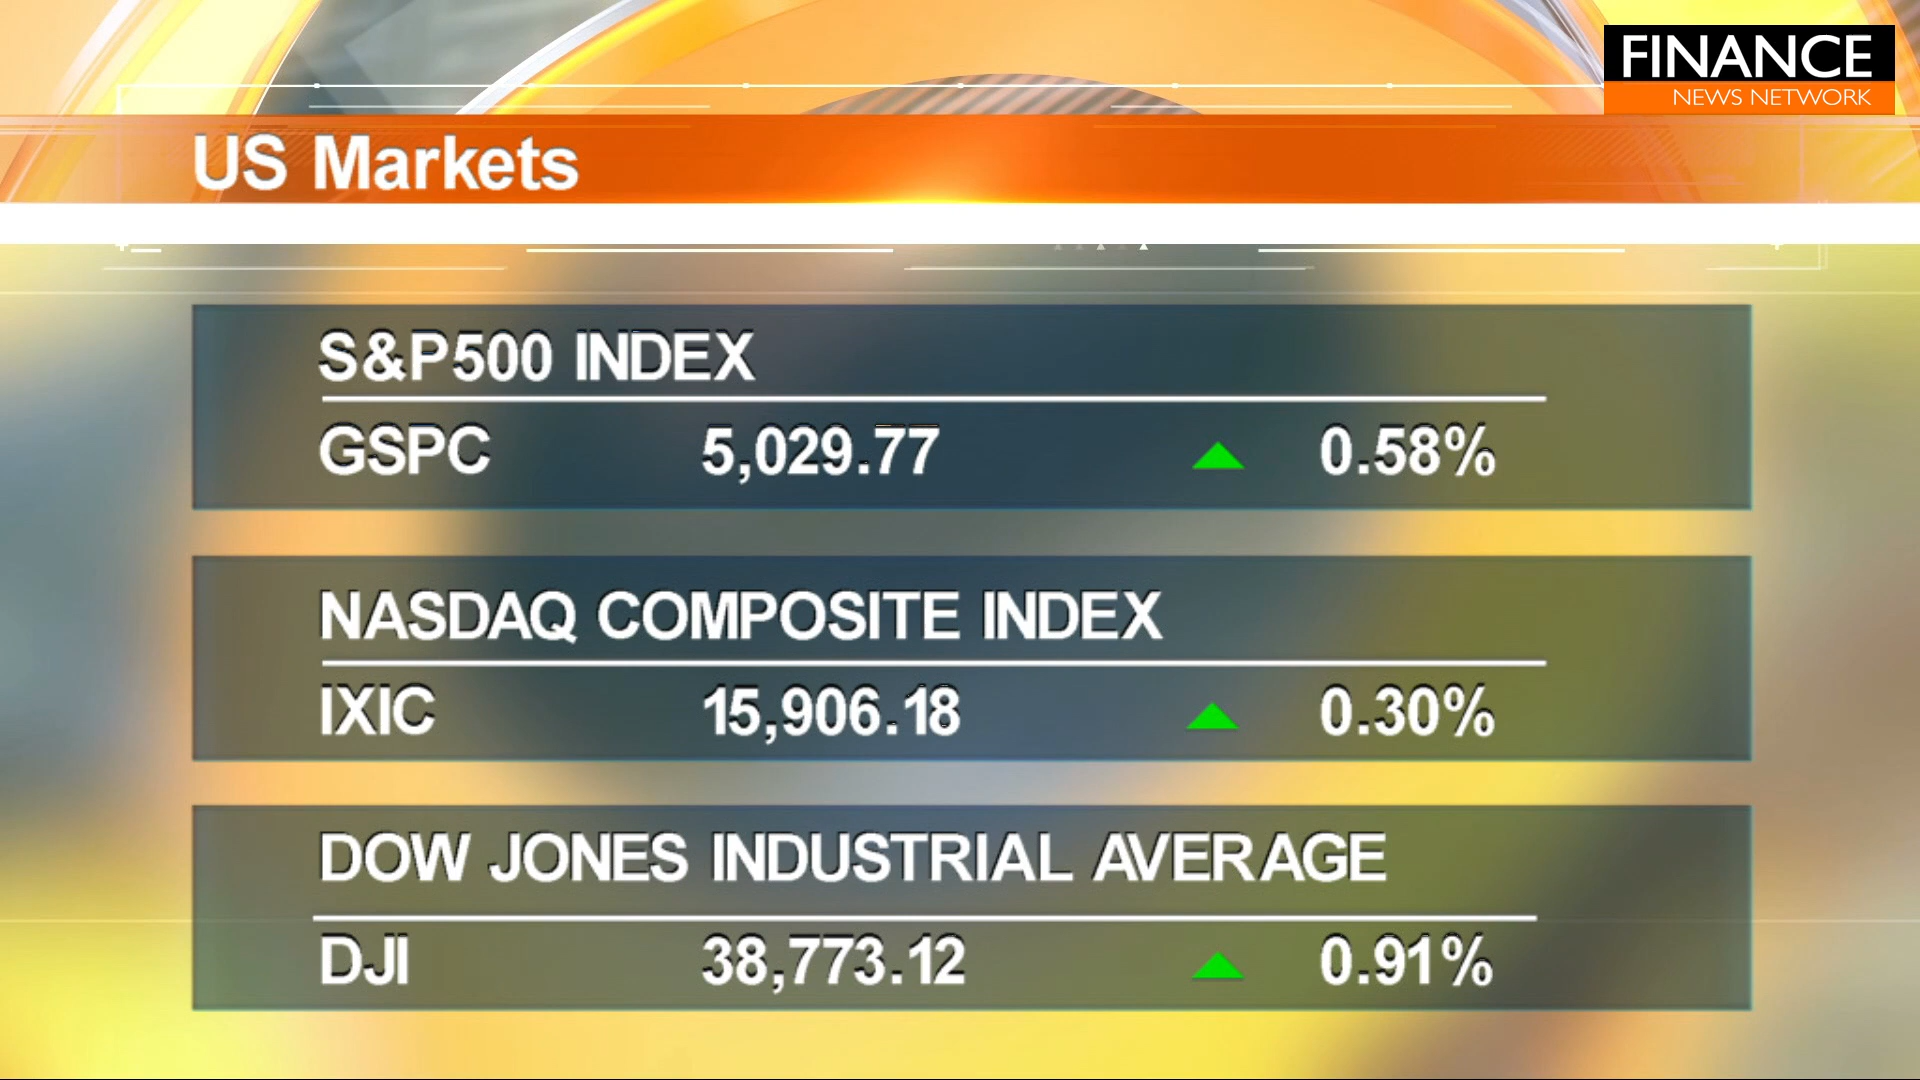 FINANCE
NEWS NETWORK
US Markets
S&P500 INDEX
GSPC 5,029.77 0.58%
NASDAQ COMPOSITE INDEX
IXIC 15,906.18 0.30%
DOW JONES INDUSTRIAL AVERAGE
DJI 38,773.12 0.91%